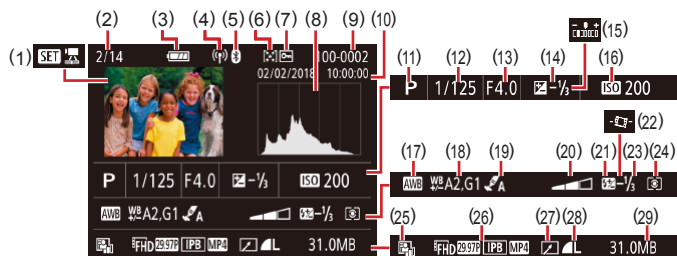 (1) SET
(2) (3) (4) (5) (6) (7) (8) (9) (10)
2/14 100-0002
02/02/2018 10:00:00
P 1/125 F4.0 -1/3 ISO 200
AWB WB +/- A2,G1 A -1/3
FHD 29.97P IPB MP4 L 31.0MB
(15)
(11) (12) (13) (14) (16)
P 1/125 F4.0 -1/3 ISO 200
(22)
(17) (18) (19) (20) (21) (23) (24)
AWB WB +/- A2,G1 A -1/3
(25) (26) (27) (28) (29)
FHD 29.97P IPB MP4 L 31.0MB